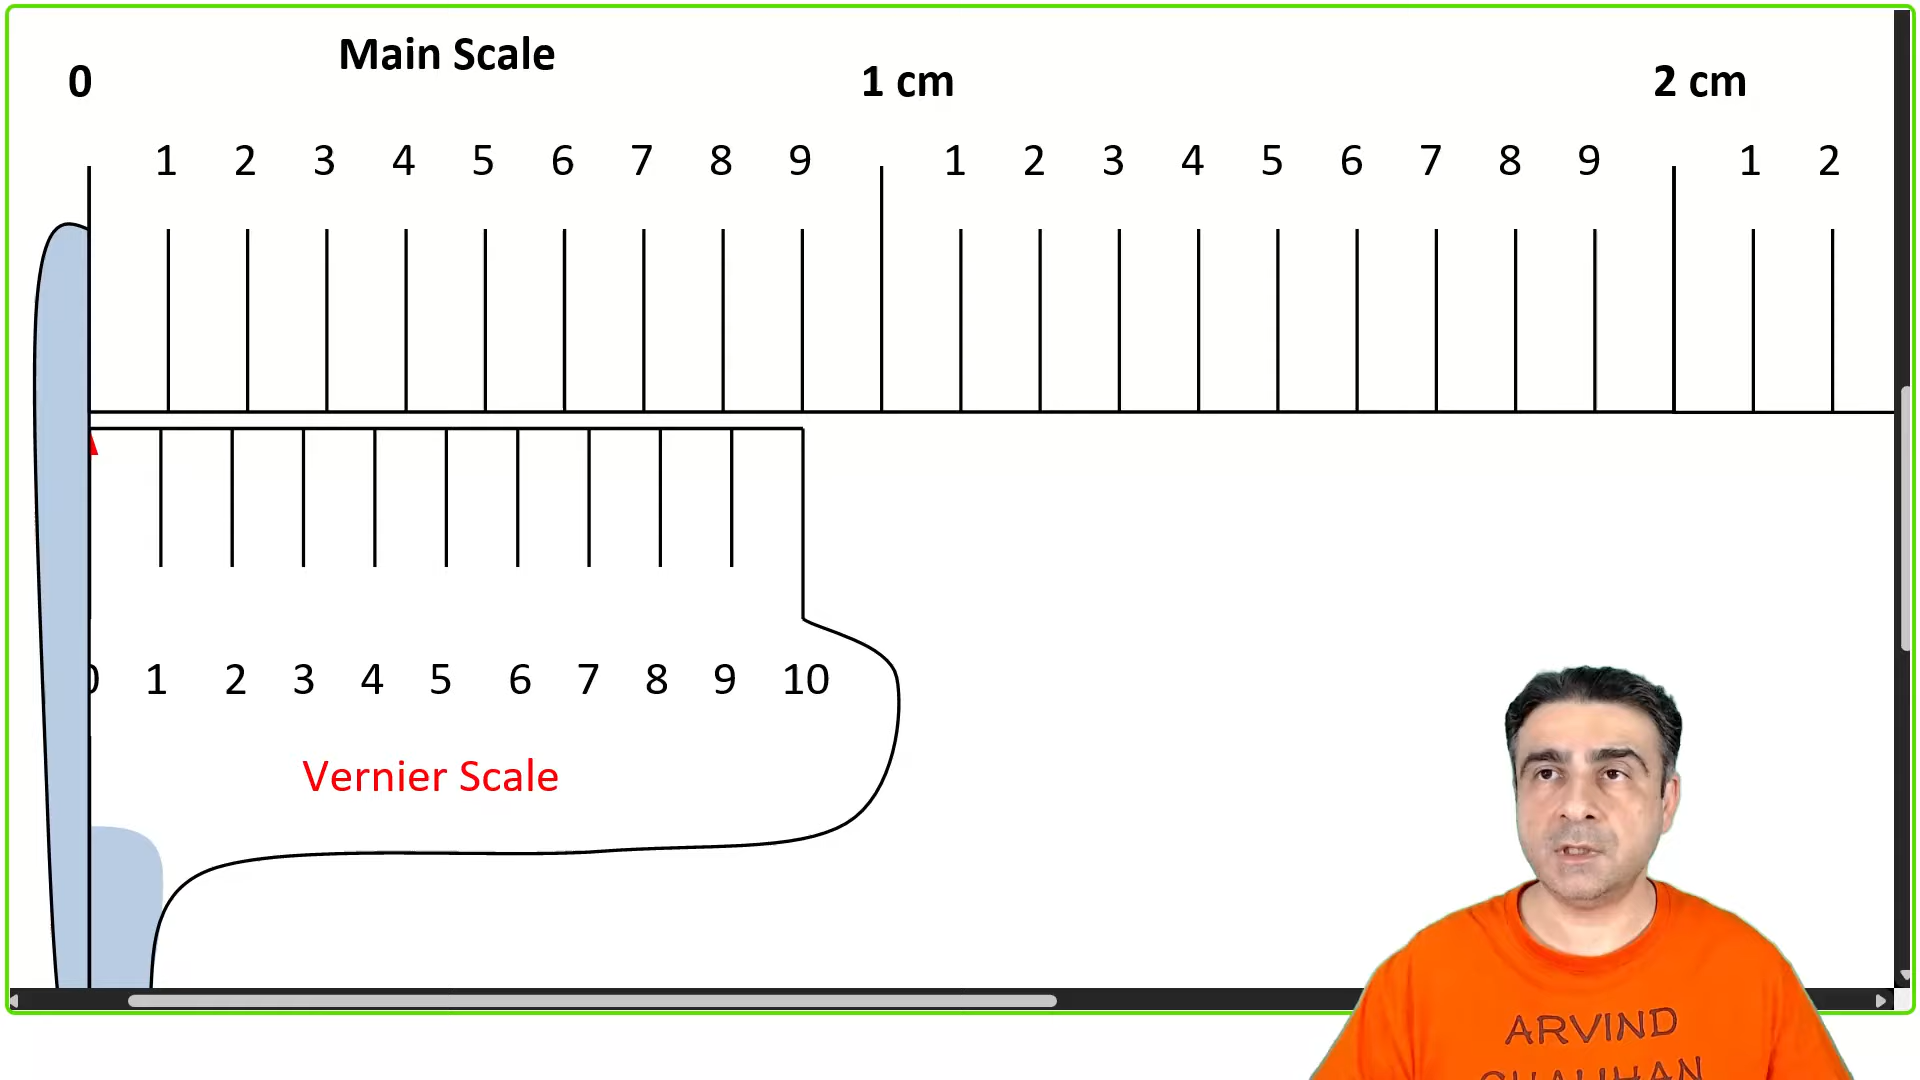 Main Scale
0 1 cm 2 cm
1 2 3 4 5 6 7 8 9 1 2 3 4 5 6 7 8 9 1 2
0 1 2 3 4 5 6 7 8 9 10
Vernier Scale
ARVIND
CHAUHAN